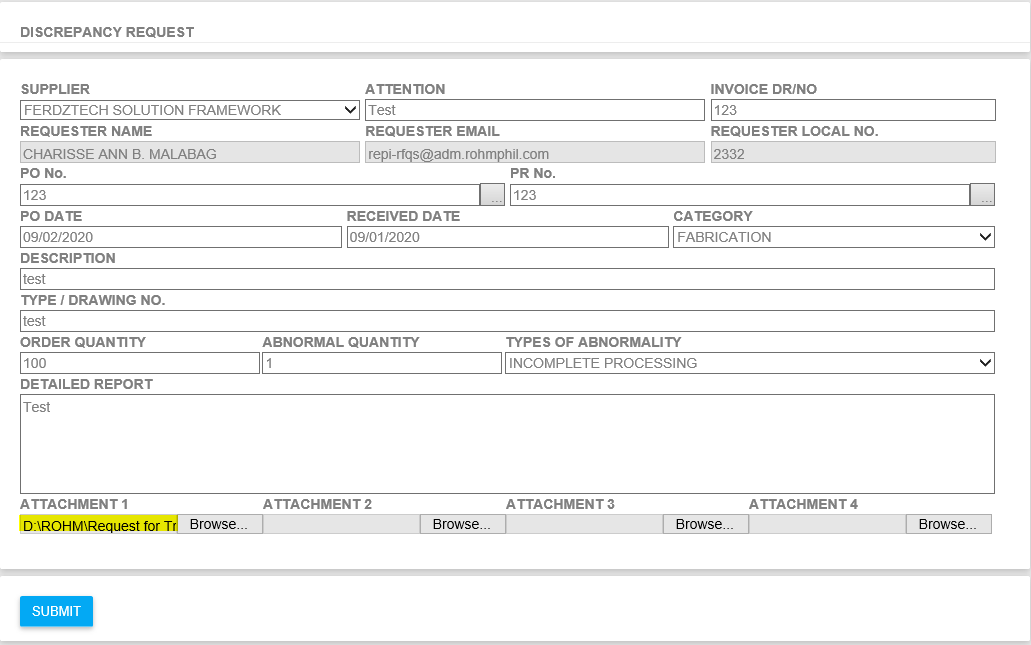 DISCREPANCY REQUEST
SUPPLIER ATTENTION INVOICE DR/NO
FERDZTECH SOLUTION FRAMEWORK Test 123
REQUESTER NAME REQUESTER EMAIL REQUESTER LOCAL NO.
CHARISSE ANN B. MALABAG repi-rfqs@adm.rohmphil.com 2332
PO No. PR No.
123 ... 123 ...
PO DATE RECEIVED DATE CATEGORY
09/02/2020 09/01/2020 FABRICATION
DESCRIPTION
test
TYPE / DRAWING NO.
test
ORDER QUANTITY ABNORMAL QUANTITY TYPES OF ABNORMALITY
100 1 INCOMPLETE PROCESSING
DETAILED REPORT
Test
ATTACHMENT 1 ATTACHMENT 2 ATTACHMENT 3 ATTACHMENT 4
D:\ROHM\Request for Tr Browse... Browse... Browse... Browse...
SUBMIT